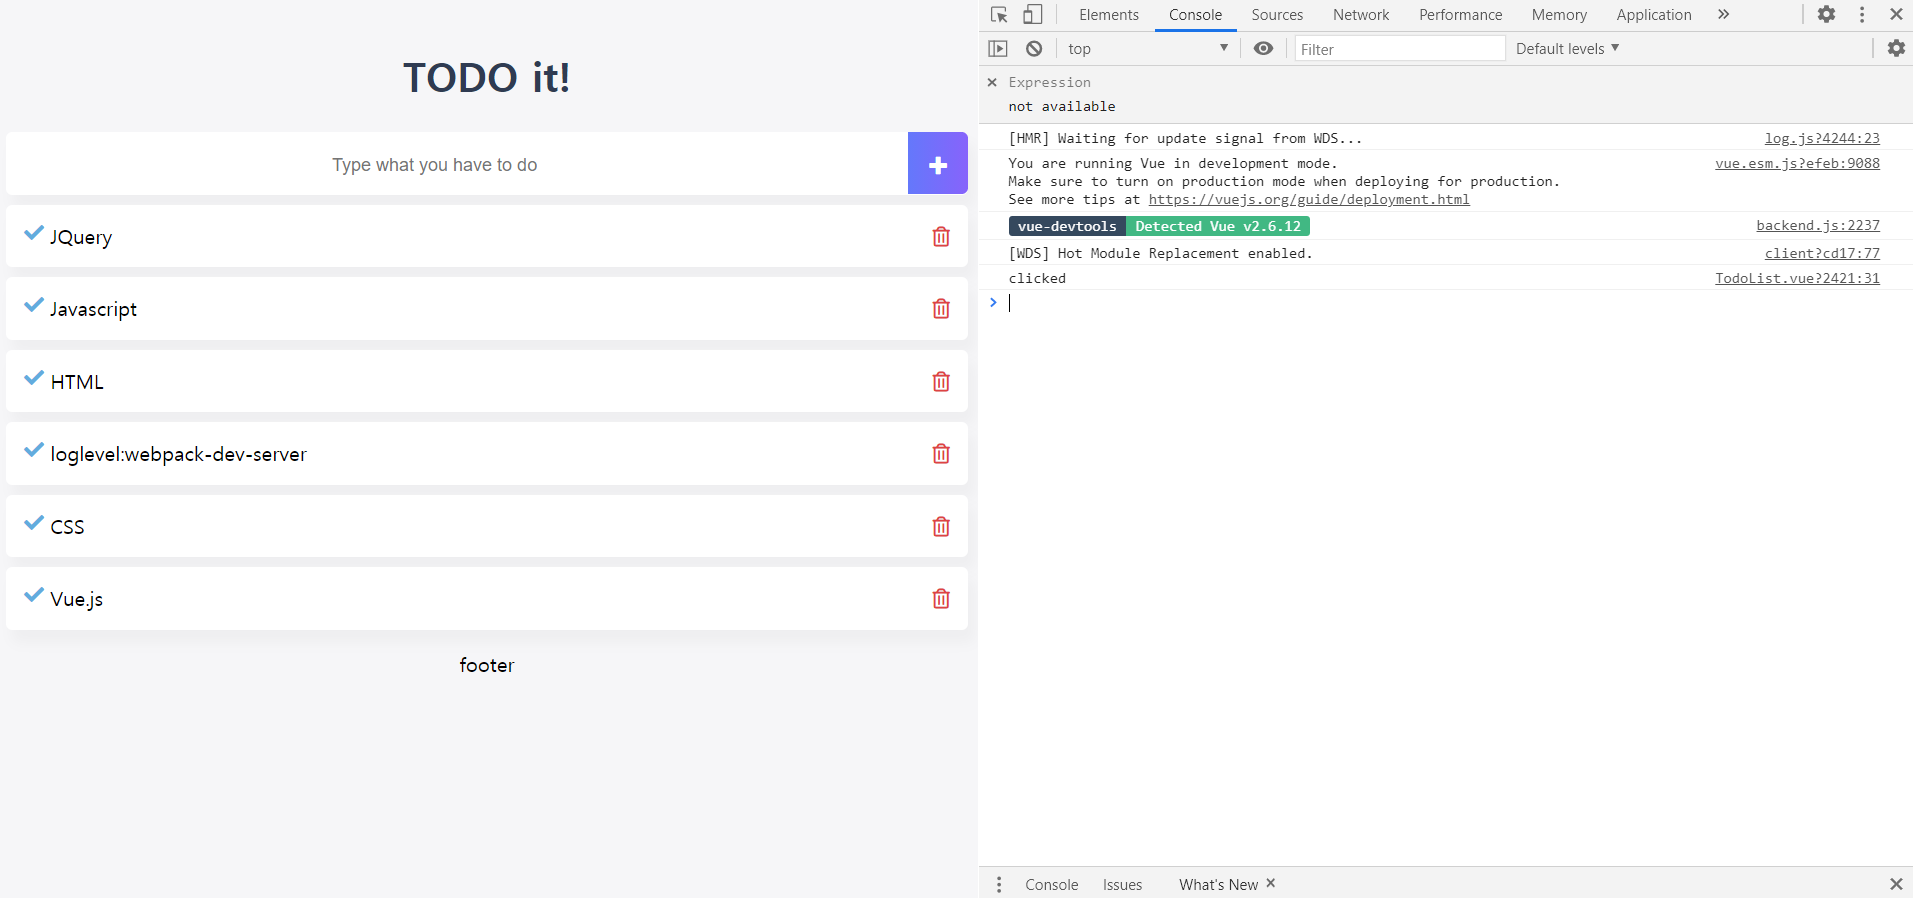 TODO it!
Type what you have to do
JQuery
Javascript
HTML
loglevel:webpack-dev-server
CSS
Vue.js
footer
Elements Console Sources Network Performance Memory Application
top Filter Default levels
Expression
not available
[HMR] Waiting for update signal from WDS... log.js?4244:23
You are running Vue in development mode. vue.esm.js?efeb:9088
Make sure to turn on production mode when deploying for production.
See more tips at https://vuejs.org/guide/deployment.html
vue-devtools Detected Vue v2.6.12 backend.js:2237
[WDS] Hot Module Replacement enabled. client?cd17:77
clicked TodoList.vue?2421:31
Console Issues What's New